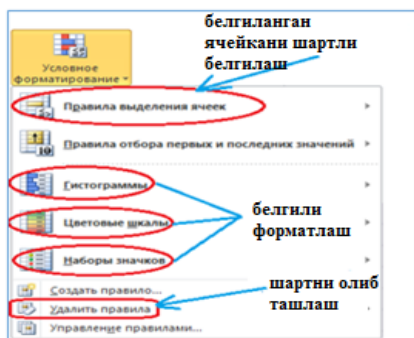 белгиланган
ячейкани шартли
белгилаш
Условное
форматирование
Правила выделения ячеек
Правила отбора первых и последних значений
Гистограммы
Цветовые шкалы
Наборы значков
белгили
форматлаш
Создать правило...
шартни олиб
ташлаш
Удалить правила
Управление правилами...